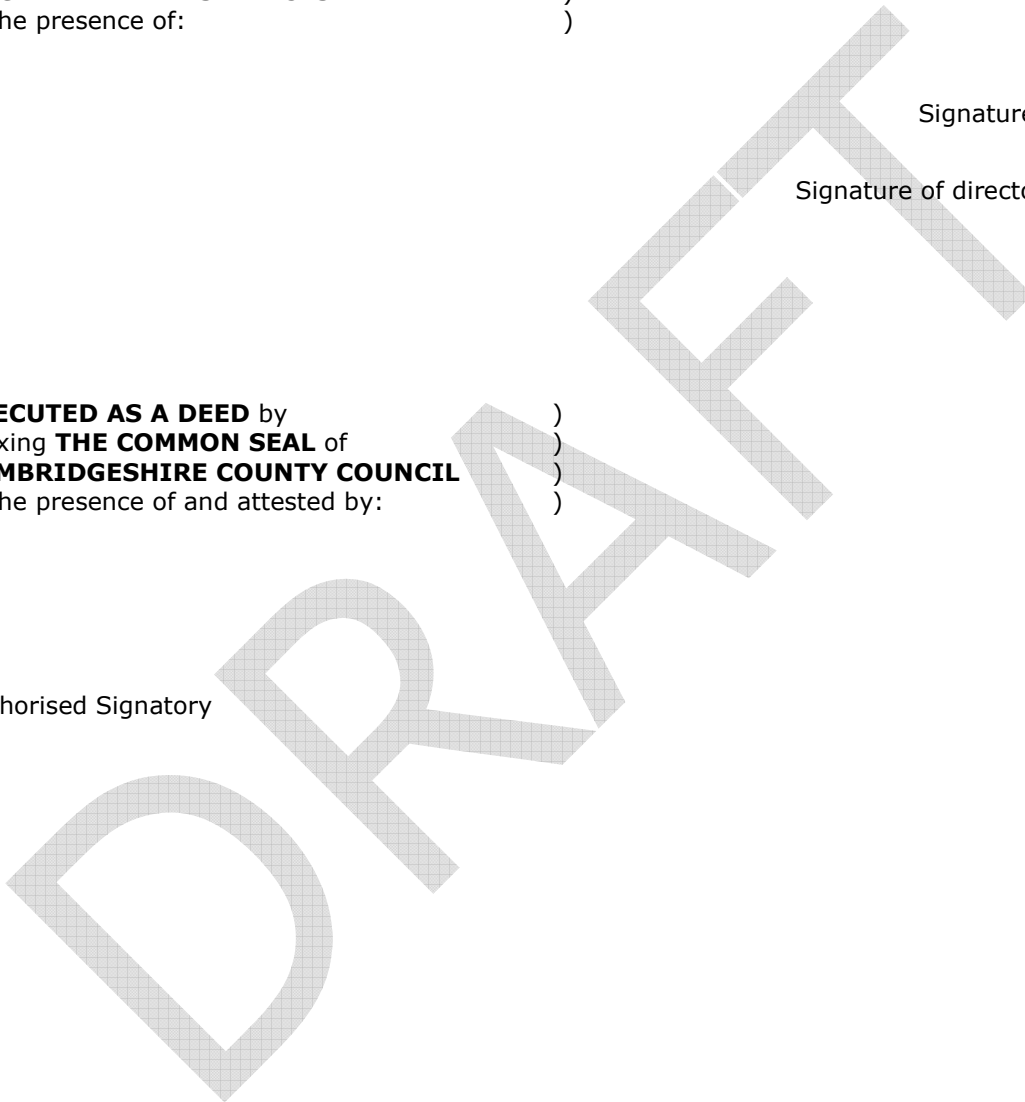 he presence of: )
Signature
Signature of directo
ECUTED AS A DEED by )
xing THE COMMON SEAL of )
MBRIDGESHIRE COUNTY COUNCIL )
he presence of and attested by: )
horised Signatory
DRAFT